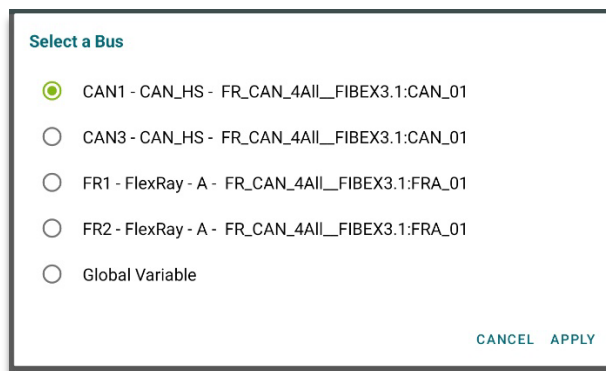 Select a Bus
CAN1 - CAN_HS - FR_CAN_4All__FIBEX3.1:CAN_01
CAN3 - CAN_HS - FR_CAN_4All__FIBEX3.1:CAN_01
FR1 - FlexRay - A - FR_CAN_4All__FIBEX3.1:FRA_01
FR2 - FlexRay - A - FR_CAN_4All__FIBEX3.1:FRA_01
Global Variable
CANCEL APPLY